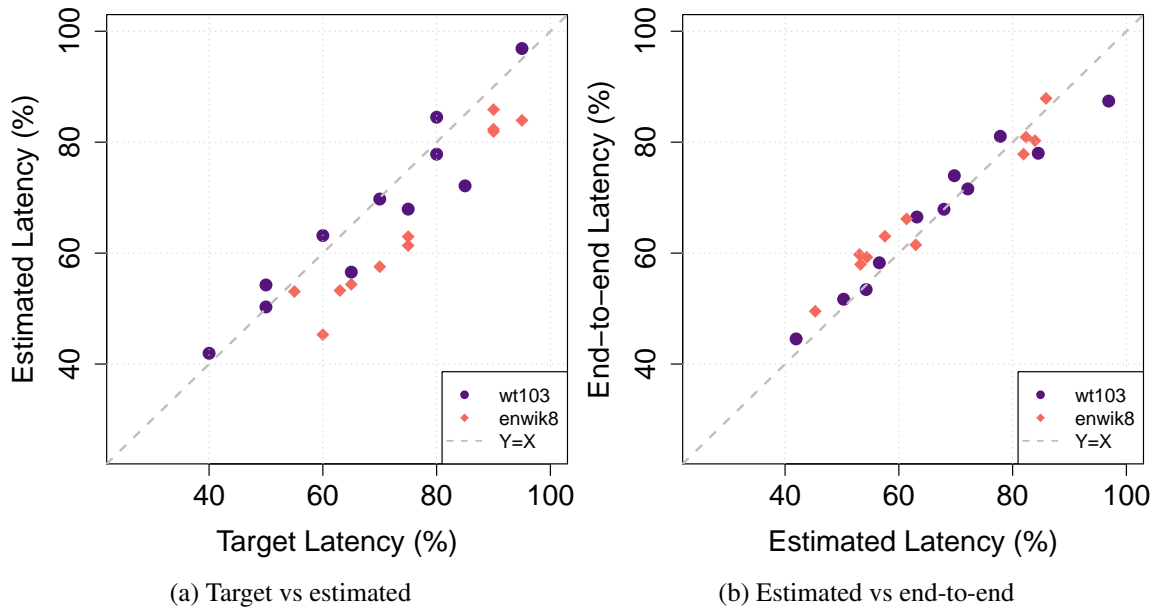 Estimated Latency (%)
100
80
60
40
wt103
enwik8
Y=X
40 60 80 100
Target Latency (%)
(a) Target vs estimated
End−to−end Latency (%)
100
80
60
40
wt103
enwik8
Y=X
40 60 80 100
Estimated Latency (%)
(b) Estimated vs end-to-end